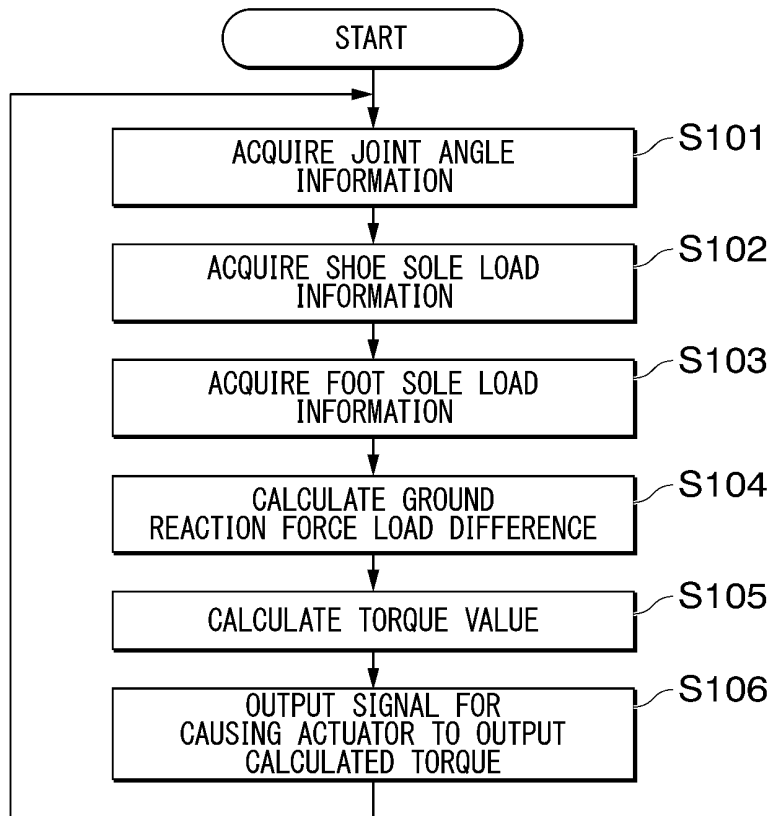 START
ACQUIRE JOINT ANGLE
INFORMATION
S101
ACQUIRE SHOE SOLE LOAD
INFORMATION
S102
ACQUIRE FOOT SOLE LOAD
INFORMATION
S103
CALCULATE GROUND
REACTION FORCE LOAD DIFFERENCE
S104
CALCULATE TORQUE VALUE
S105
OUTPUT SIGNAL FOR
CAUSING ACTUATOR TO OUTPUT
CALCULATED TORQUE
S106